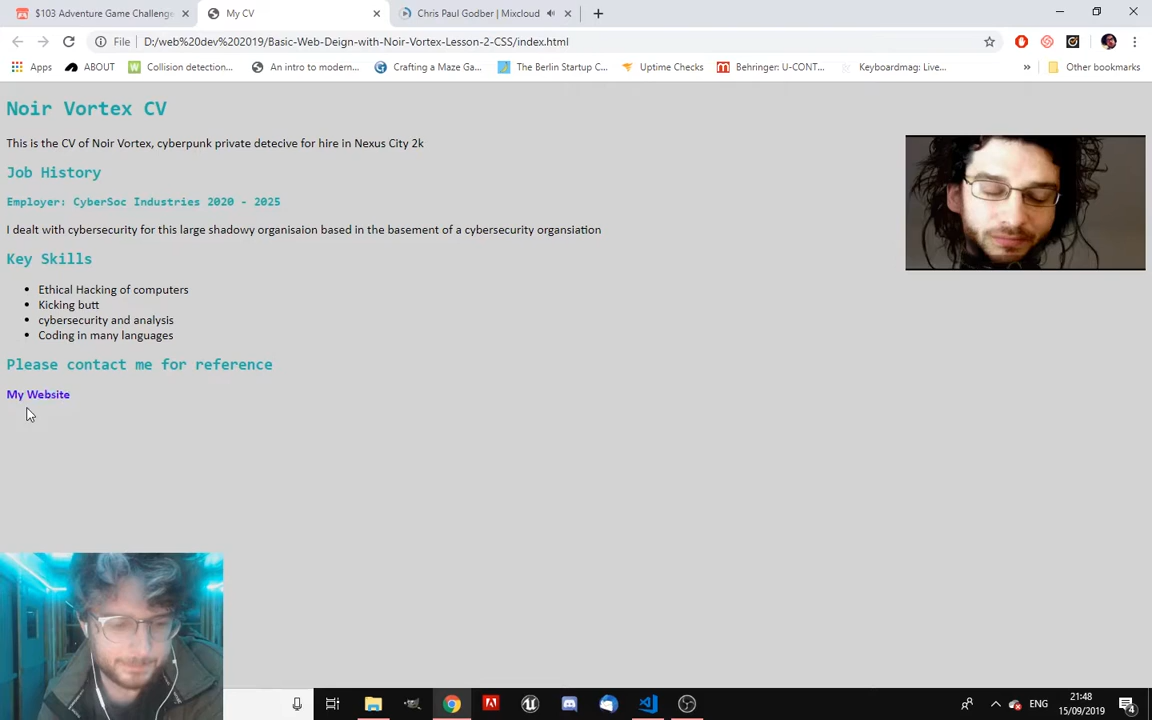 $103 Adventure Game Challenge
My CV
Chris Paul Godber | Mixcloud
File
D:/web%20dev%202019/Basic-Web-Deign-with-Noir-Vortex-Lesson-2-CSS/index.html
Apps
ABOUT
Collision detection...
An intro to modern...
Crafting a Maze Ga...
The Berlin Startup C...
Uptime Checks
Behringer: U-CONT...
Keyboardmag: Live...
Other bookmarks
Noir Vortex CV
This is the CV of Noir Vortex, cyberpunk private detecive for hire in Nexus City 2k
Job History
Employer: CyberSoc Industries 2020 - 2025
I dealt with cybersecurity for this large shadowy organisaion based in the basement of a cybersecurity organsiation
Key Skills
Ethical Hacking of computers
Kicking butt
cybersecurity and analysis
Coding in many languages
Please contact me for reference
My Website
ENG
21:48
15/09/2019
4